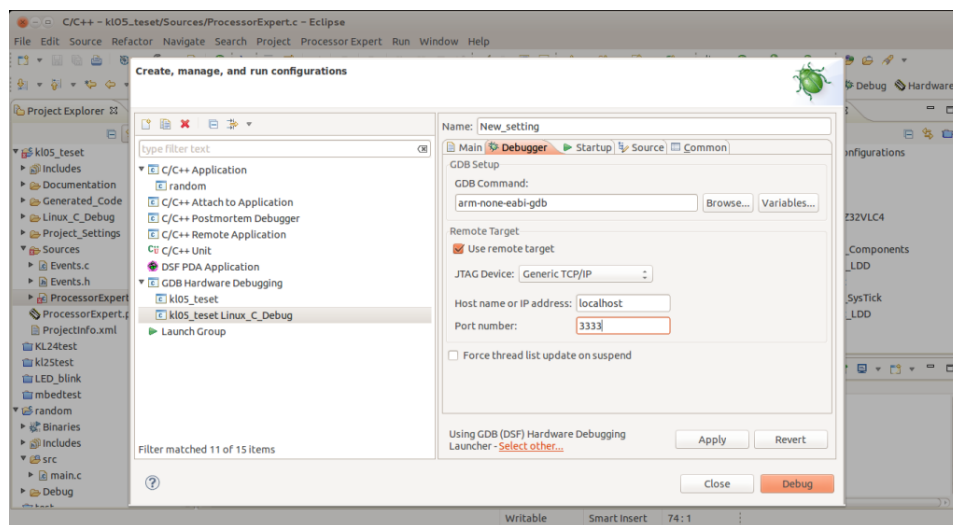 C/C++ - kl05_teset/Sources/ProcessorExpert.c - Eclipse
File Edit Source Refactor Navigate Search Project Processor Expert Run Window Help
Debug Hardware
Project Explorer
kl05_teset
Includes
Documentation
Generated_Code
Linux_C_Debug
Project_Settings
Sources
Events.c
Events.h
ProcessorExpert
ProcessorExpert.p
ProjectInfo.xml
KL24test
kl25test
LED_blink
mbedtest
random
Binaries
Includes
src
main.c
Debug
Create, manage, and run configurations
type filter text
C/C++ Application
random
C/C++ Attach to Application
C/C++ Postmortem Debugger
C/C++ Remote Application
C/C++ Unit
DSF PDA Application
GDB Hardware Debugging
kl05_teset
kl05_teset Linux_C_Debug
Launch Group
Filter matched 11 of 15 items
Name: New_setting
Main Debugger Startup Source Common
GDB Setup
GDB Command:
arm-none-eabi-gdb Browse... Variables...
Remote Target
Use remote target
JTAG Device: Generic TCP/IP
Host name or IP address: localhost
Port number: 3333
Force thread list update on suspend
Using GDB (DSF) Hardware Debugging
Launcher - Select other...
Apply Revert
Close Debug
nfigurations
Z32VLC4
_Components
_LDD
_SysTick
_LDD
Writable Smart Insert 74:1